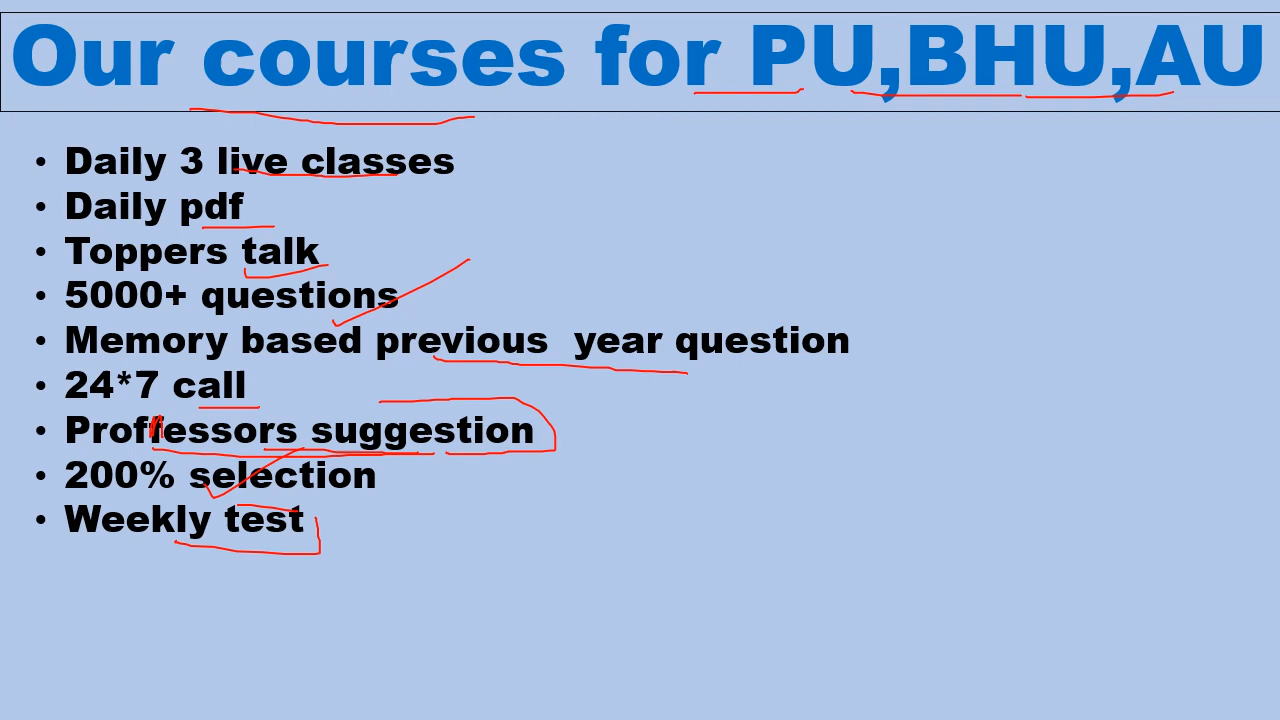 Our courses for PU,BHU,AU
• Daily 3 live classes
• Daily pdf
• Toppers talk
• 5000+ questions
• Memory based previous  year question
• 24*7 call
• Proffessors suggestion
• 200% selection
• Weekly test